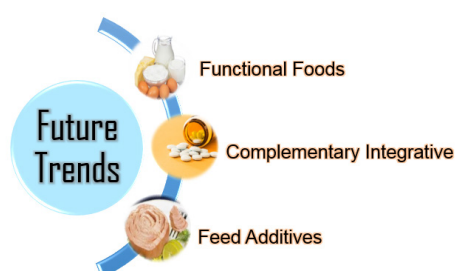 Functional Foods
Future
Trends
Complementary Integrative
Feed Additives